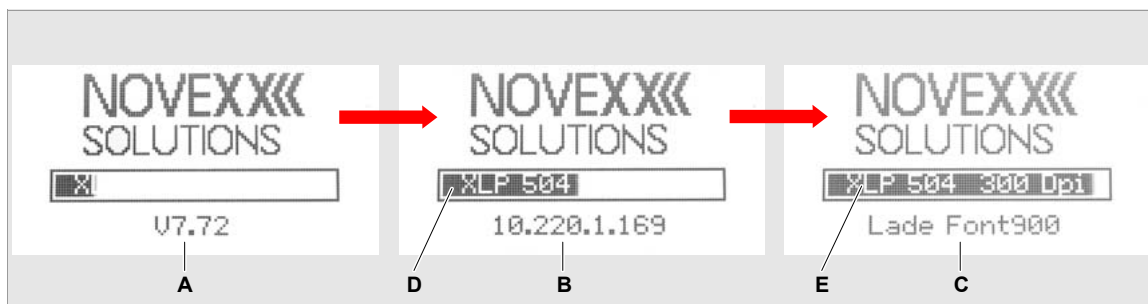 NOVEXX
SOLUTIONS
X
V7.72
A
NOVEXX
SOLUTIONS
XLP 504
10.220.1.169
D
B
NOVEXX
SOLUTIONS
XLP 504 300 Dpi
Lade Font900
E
C